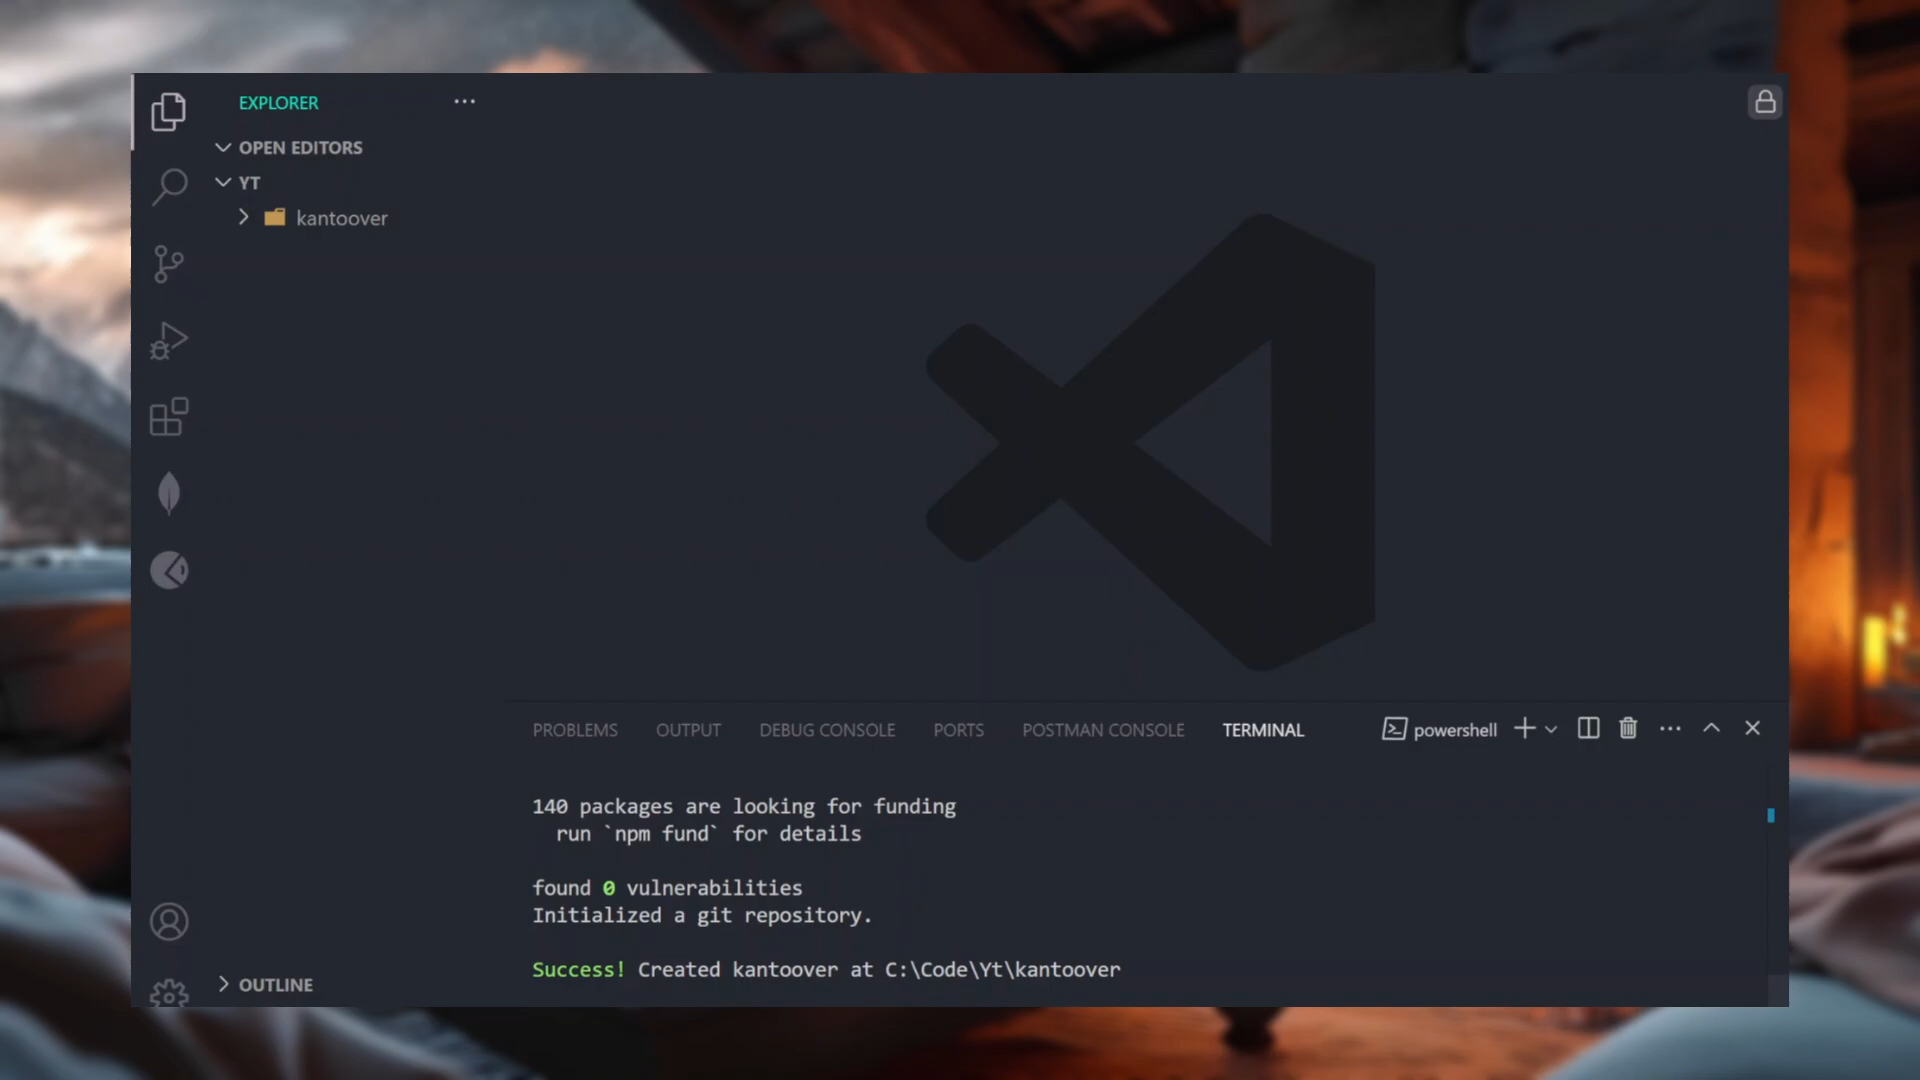 EXPLORER
OPEN EDITORS
YT
kantoover
PROBLEMS OUTPUT DEBUG CONSOLE PORTS POSTMAN CONSOLE TERMINAL powershell
140 packages are looking for funding
run `npm fund` for details
found 0 vulnerabilities
Initialized a git repository.
Success! Created kantoover at C:\Code\Yt\kantoover
OUTLINE